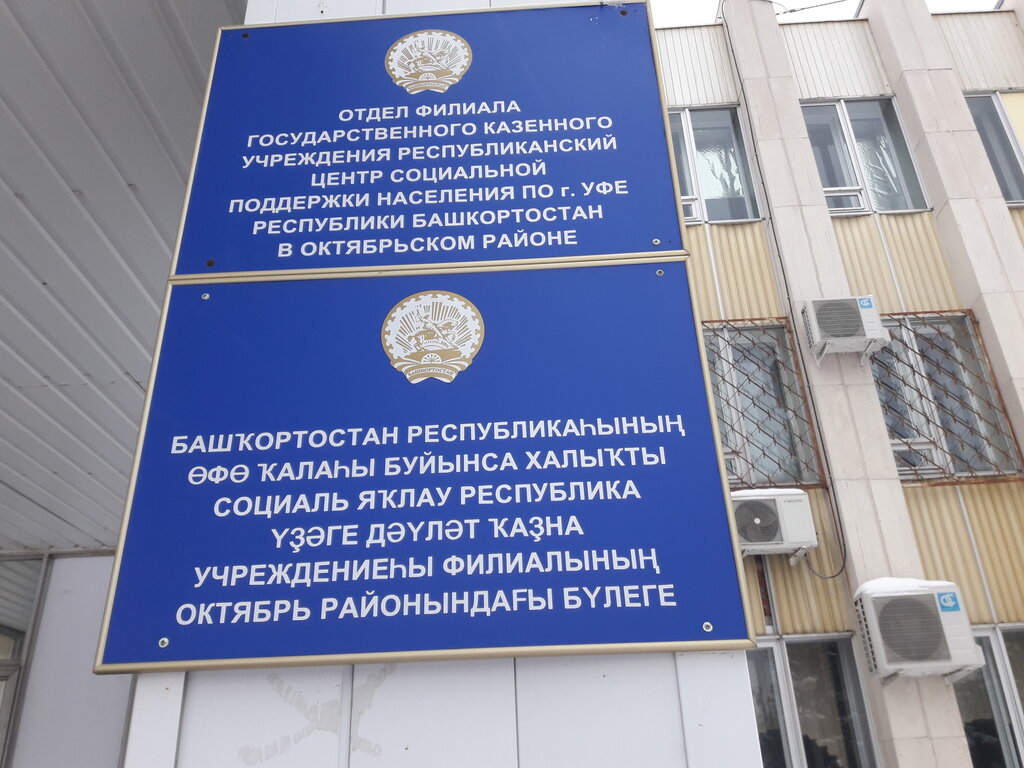 ОТДЕЛ ФИЛИАЛА
ГОСУДАРСТВЕННОГО КАЗЕННОГО
УЧРЕЖДЕНИЯ РЕСПУБЛИКАНСКИЙ
ЦЕНТР СОЦИАЛЬНОЙ
ПОДДЕРЖКИ НАСЕЛЕНИЯ ПО г. УФЕ
РЕСПУБЛИКИ БАШКОРТОСТАН
В ОКТЯБРЬСКОМ РАЙОНЕ
БАШКОРТОСТАН
БАШҠОРТОСТАН РЕСПУБЛИКАҺЫНЫҢ
ӨФӨ ҠАЛАҺЫ БУЙЫНСА ХАЛЫҠТЫ
СОЦИАЛЬ ЯҠЛАУ РЕСПУБЛИКА
ҮҘӘГЕ ДӘҮЛӘТ ҠАҘНА
УЧРЕЖДЕНИЕҺЫ ФИЛИАЛЫНЫҢ
ОКТЯБРЬ РАЙОНЫНДАҒЫ БҮЛЕГЕ